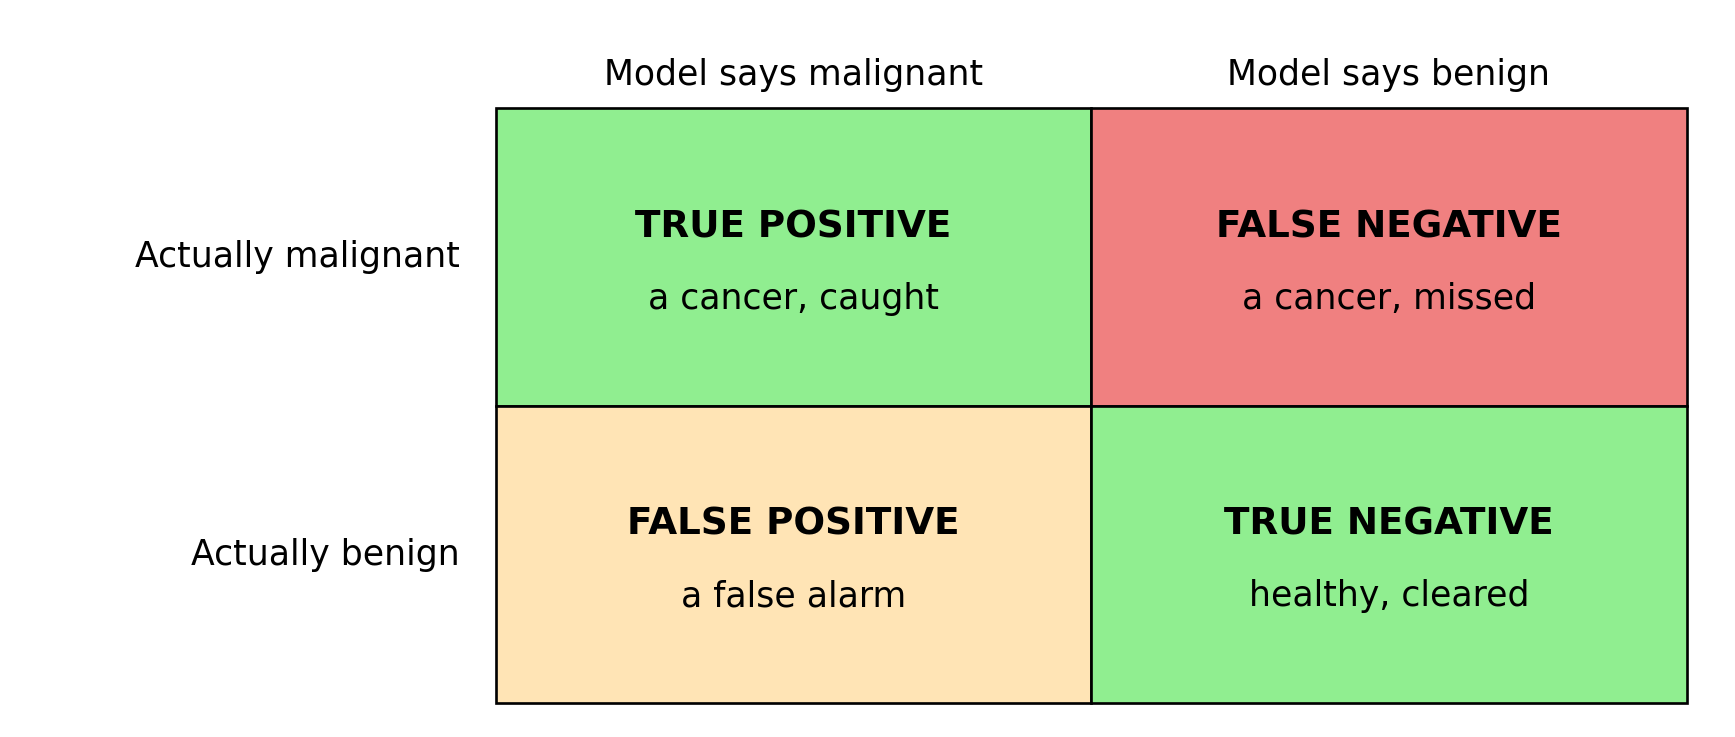 Model says malignant
Model says benign
Actually malignant
TRUE POSITIVE
a cancer, caught
FALSE NEGATIVE
a cancer, missed
Actually benign
FALSE POSITIVE
a false alarm
TRUE NEGATIVE
healthy, cleared